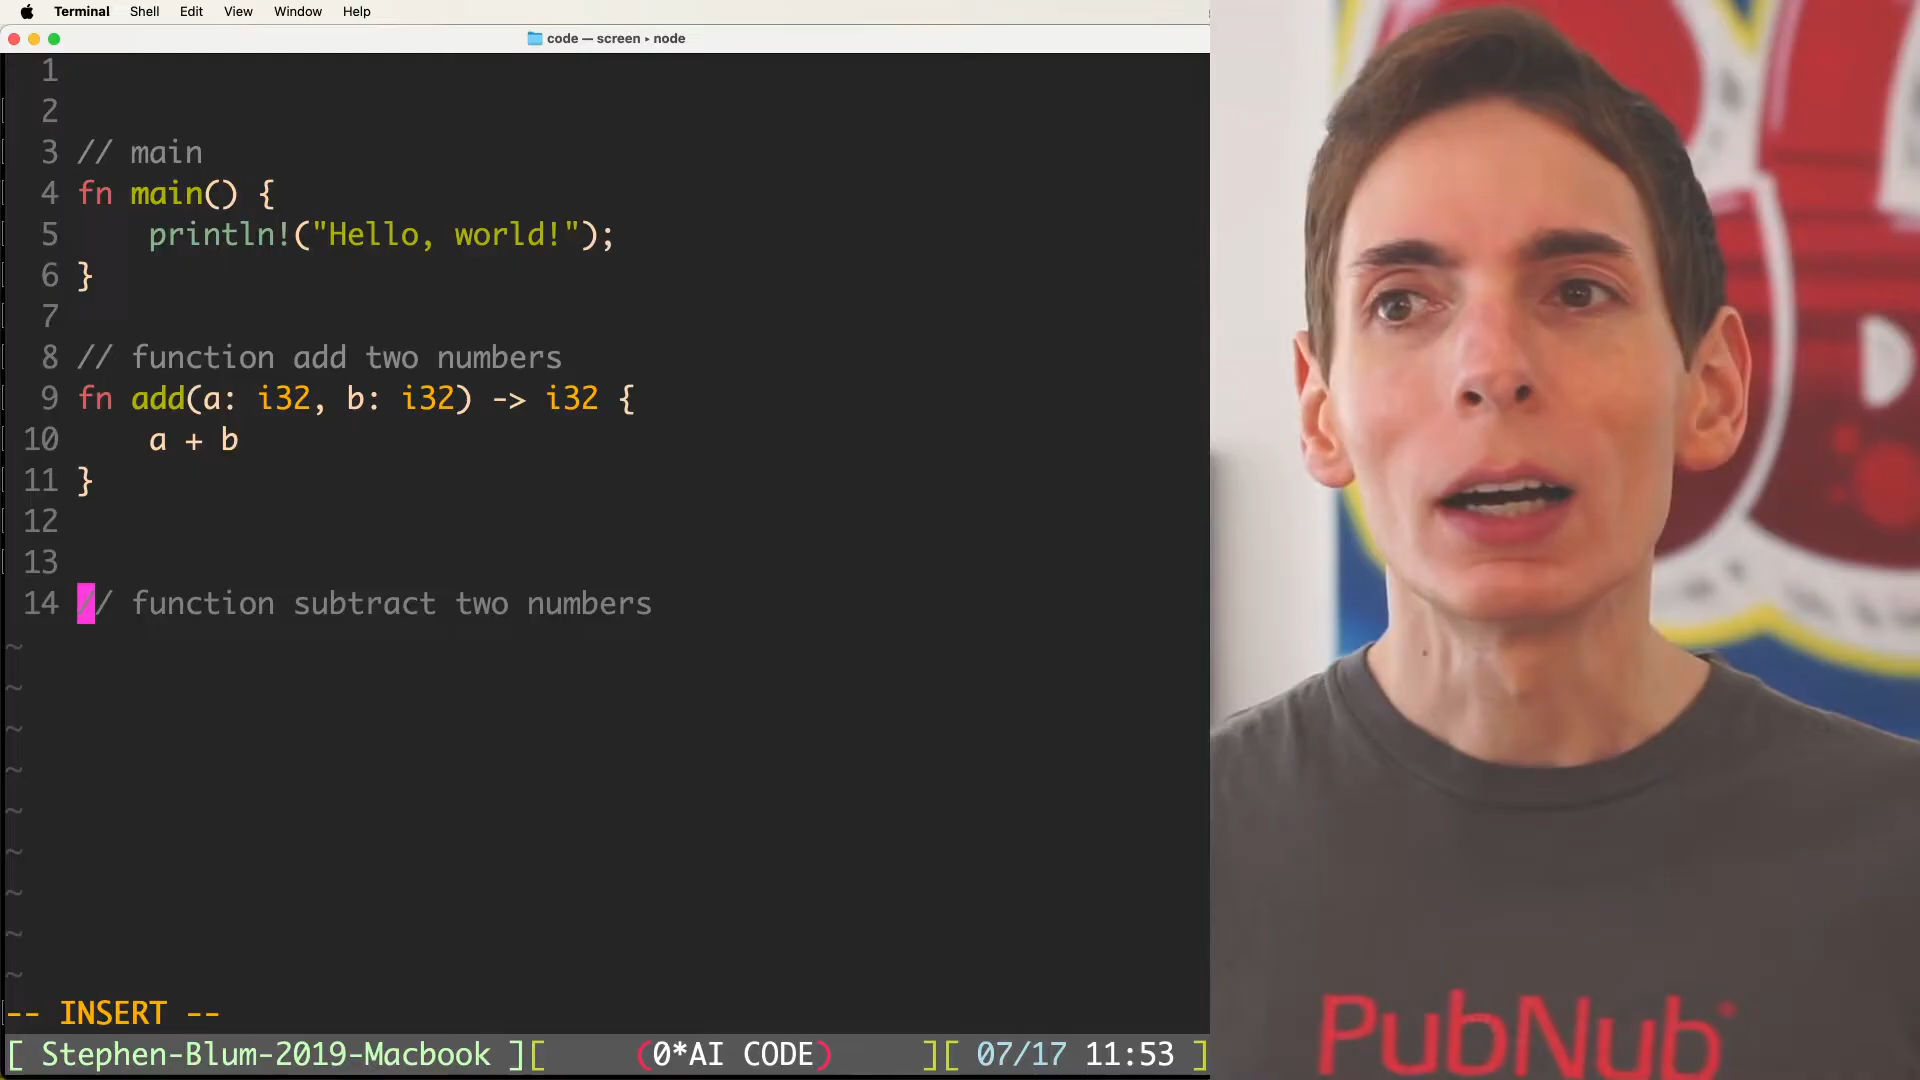 Terminal Shell Edit View Window Help
code — screen ▸ node
1
2
3 // main
4 fn main() {
5     println!("Hello, world!");
6 }
7
8 // function add two numbers
9 fn add(a: i32, b: i32) -> i32 {
10     a + b
11 }
12
13
14 // function subtract two numbers
~
~
~
~
~
~
~
~
~
-- INSERT --
[ Stephen-Blum-2019-Macbook ][ (0*AI CODE) ][ 07/17 11:53 ]
PubNub